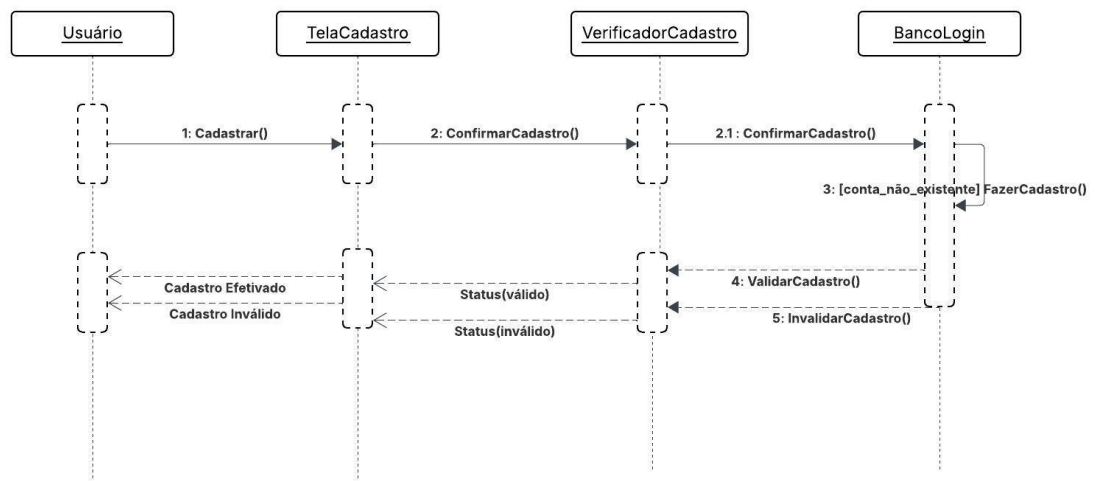 Usuário
TelaCadastro
VerificadorCadastro
BancoLogin
1: Cadastrar()
2: ConfirmarCadastro()
2.1 : ConfirmarCadastro()
3: [conta_não_existente] FazerCadastro()
4: ValidarCadastro()
Status(válido)
Cadastro Efetivado
5: InvalidarCadastro()
Status(inválido)
Cadastro Inválido